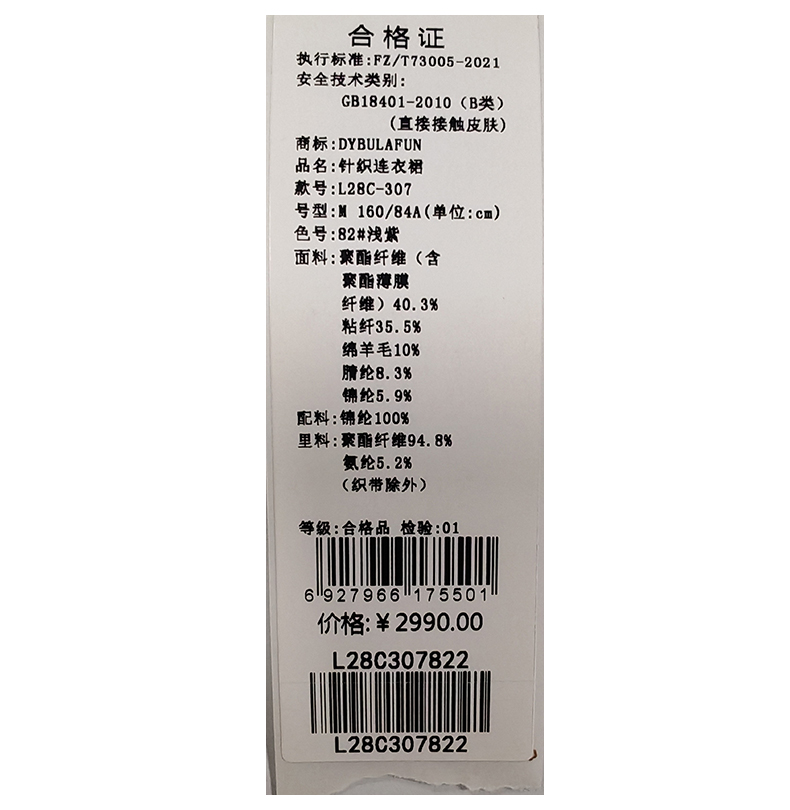 合格证
执行标准:FZ/T73005-2021
安全技术类别:
GB18401-2010（B类）
(直接接触皮肤)
商标:DYBULAFUN
品名:针织连衣裙
款号:L28C-307
号型:M 160/84A(单位:cm)
色号:82#浅紫
面料:聚酯纤维（含
聚酯薄膜
纤维）40.3%
粘纤35.5%
绵羊毛10%
腈纶8.3%
锦纶5.9%
配料:锦纶100%
里料:聚酯纤维94.8%
氨纶5.2%
（织带除外）
等级:合格品 检验:01
6 927966 175501
价格:￥2990.00
L28C307822
L28C307822